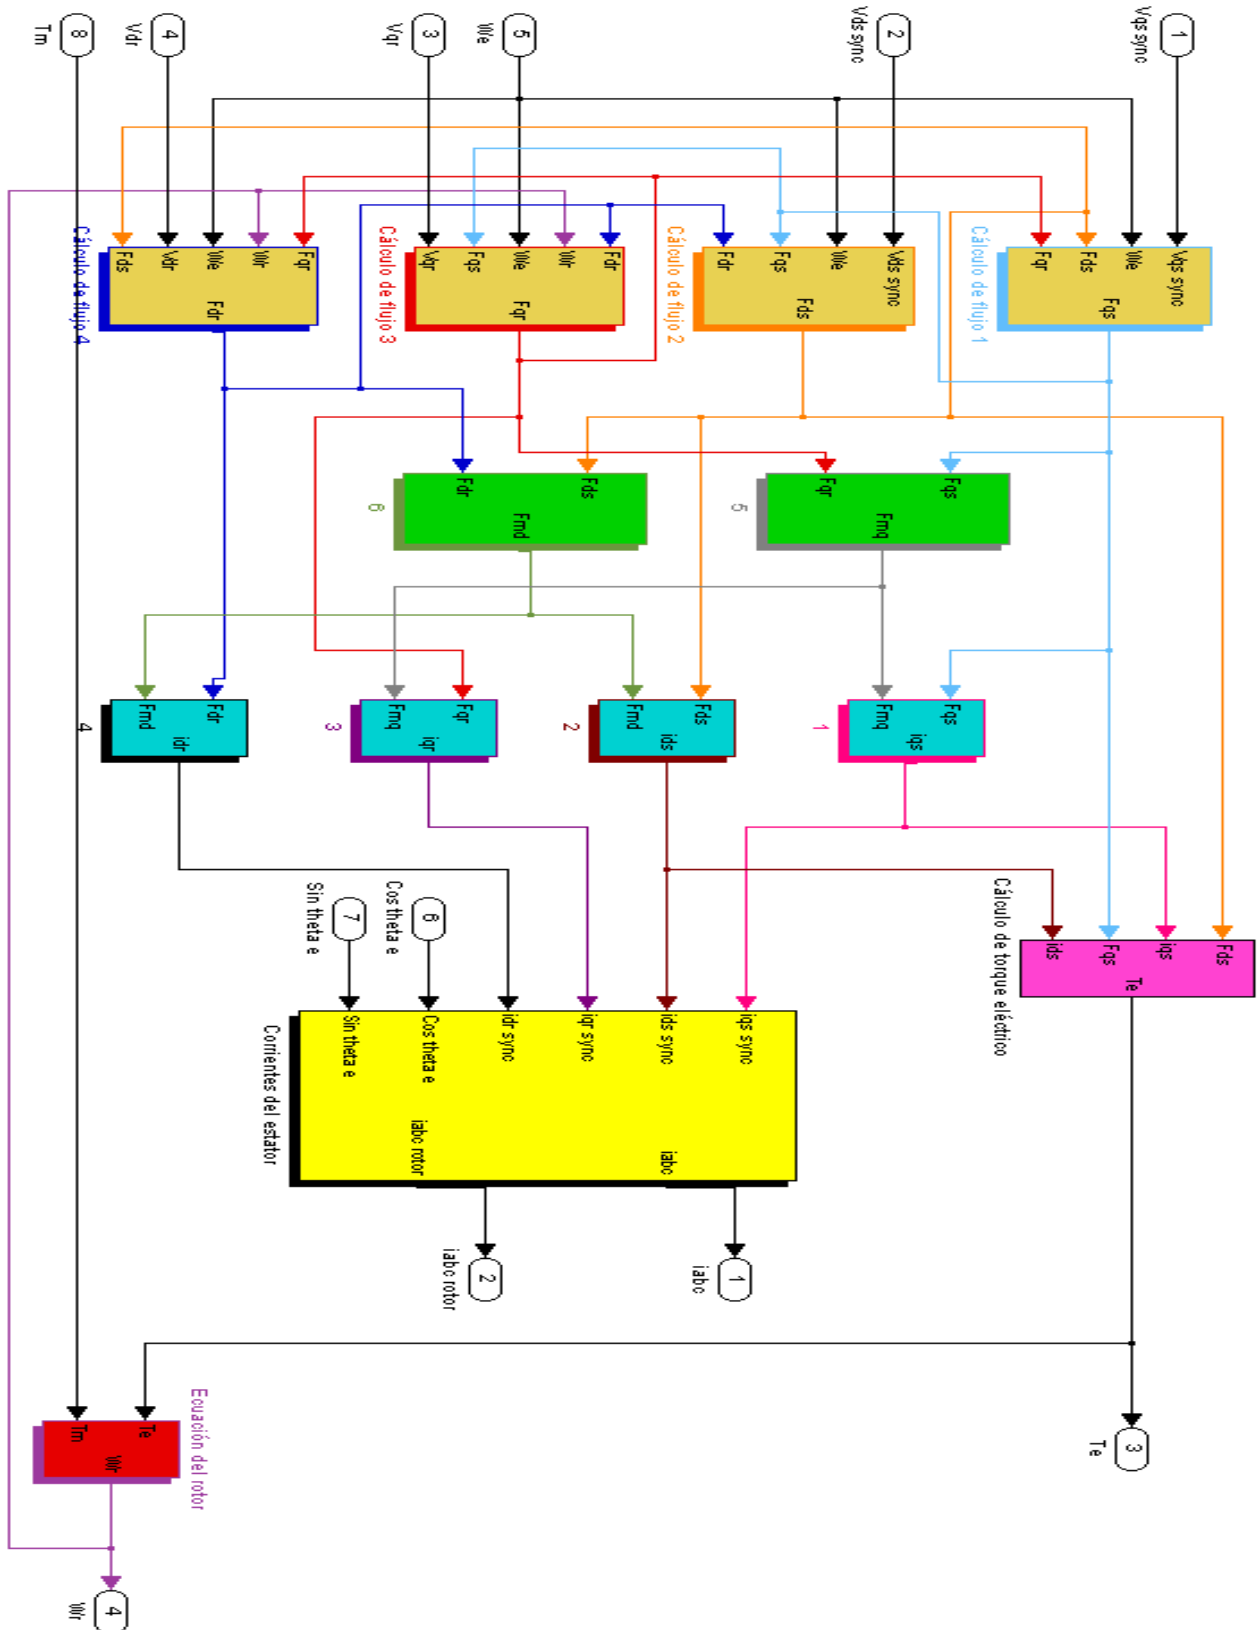 1
Vqs sync
2
Vds sync
5
We
3
Vqr
4
Vdr
8
Tm
Vqs sync
We
Fds
Fqr
Fqs
Cálculo de flujo 1
Vds sync
We
Fqs
Fdr
Fds
Cálculo de flujo 2
Fdr
Wr
We
Fqs
Vqr
Fqr
Cálculo de flujo 3
Fqr
Wr
We
Vdr
Fds
Fdr
Cálculo de flujo 4
Fqs
Fqr
Fmq
5
Fds
Fdr
Fmd
6
Fqs
Fmq
iqs
1
Fds
Fmd
ids
2
Fqr
Fmq
iqr
3
Fdr
Fmd
idr
4
Fds
iqs
Fqs
ids
Te
Cálculo de torque eléctrico
6
Cos theta e
7
Sin theta e
iqs sync
ids sync
iqr sync
idr sync
Cos theta e
Sin theta e
iabc
iabc rotor
Corrientes del estator
1
iabc
2
iabc rotor
3
Te
Te
Tm
Wr
Ecuación del rotor
4
Wr